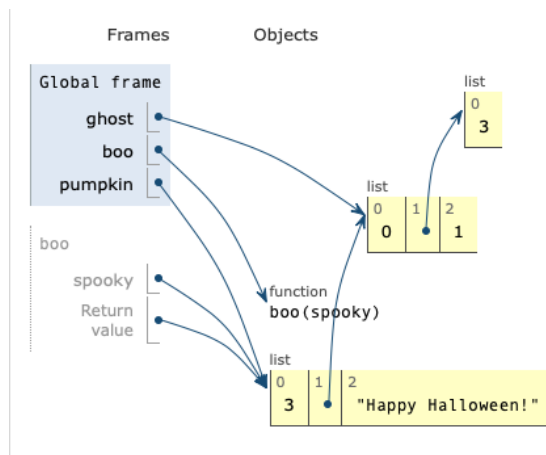 Frames Objects
Global frame
ghost
boo
pumpkin
list
0
3
list
0 1 2
0 1
boo
spooky
Return
value
function
boo(spooky)
list
0 1 2
3 "Happy Halloween!"